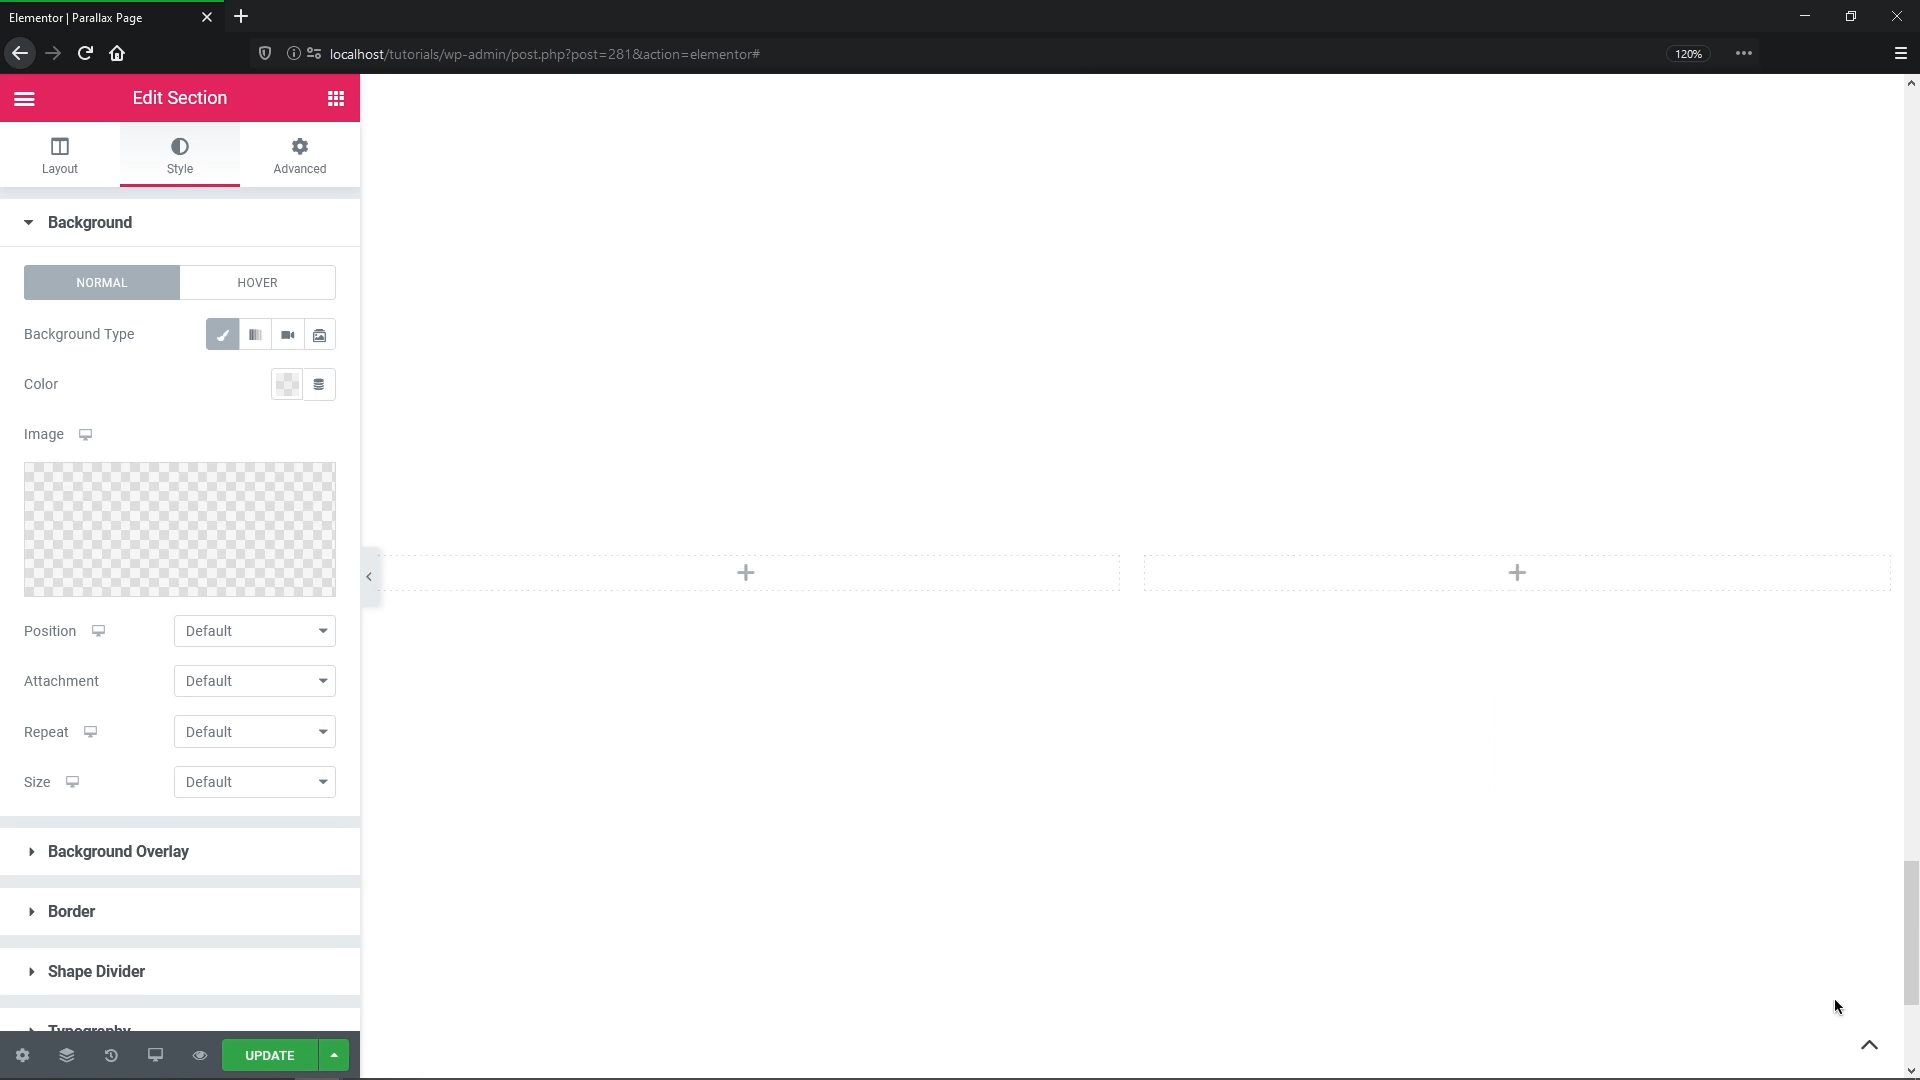 Elementor | Parallax Page
localhost/tutorials/wp-admin/post.php?post=281&action=elementor#
120%
Edit Section
Layout
Style
Advanced
Background
NORMAL
HOVER
Background Type
Color
Image
Position
Default
Attachment
Default
Repeat
Default
Size
Default
Background Overlay
Border
Shape Divider
Typography
UPDATE